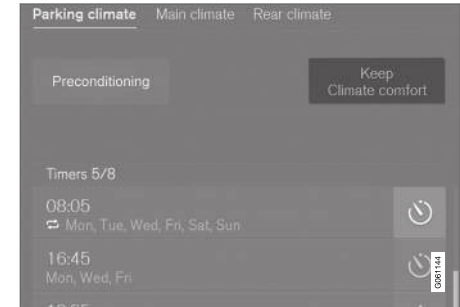 Parking climate Main climate Rear climate
Preconditioning
Keep
Climate comfort
Timers 5/8
08:05
Mon, Tue, Wed, Fri, Sat, Sun
16:45
Mon, Wed, Fri
G061144